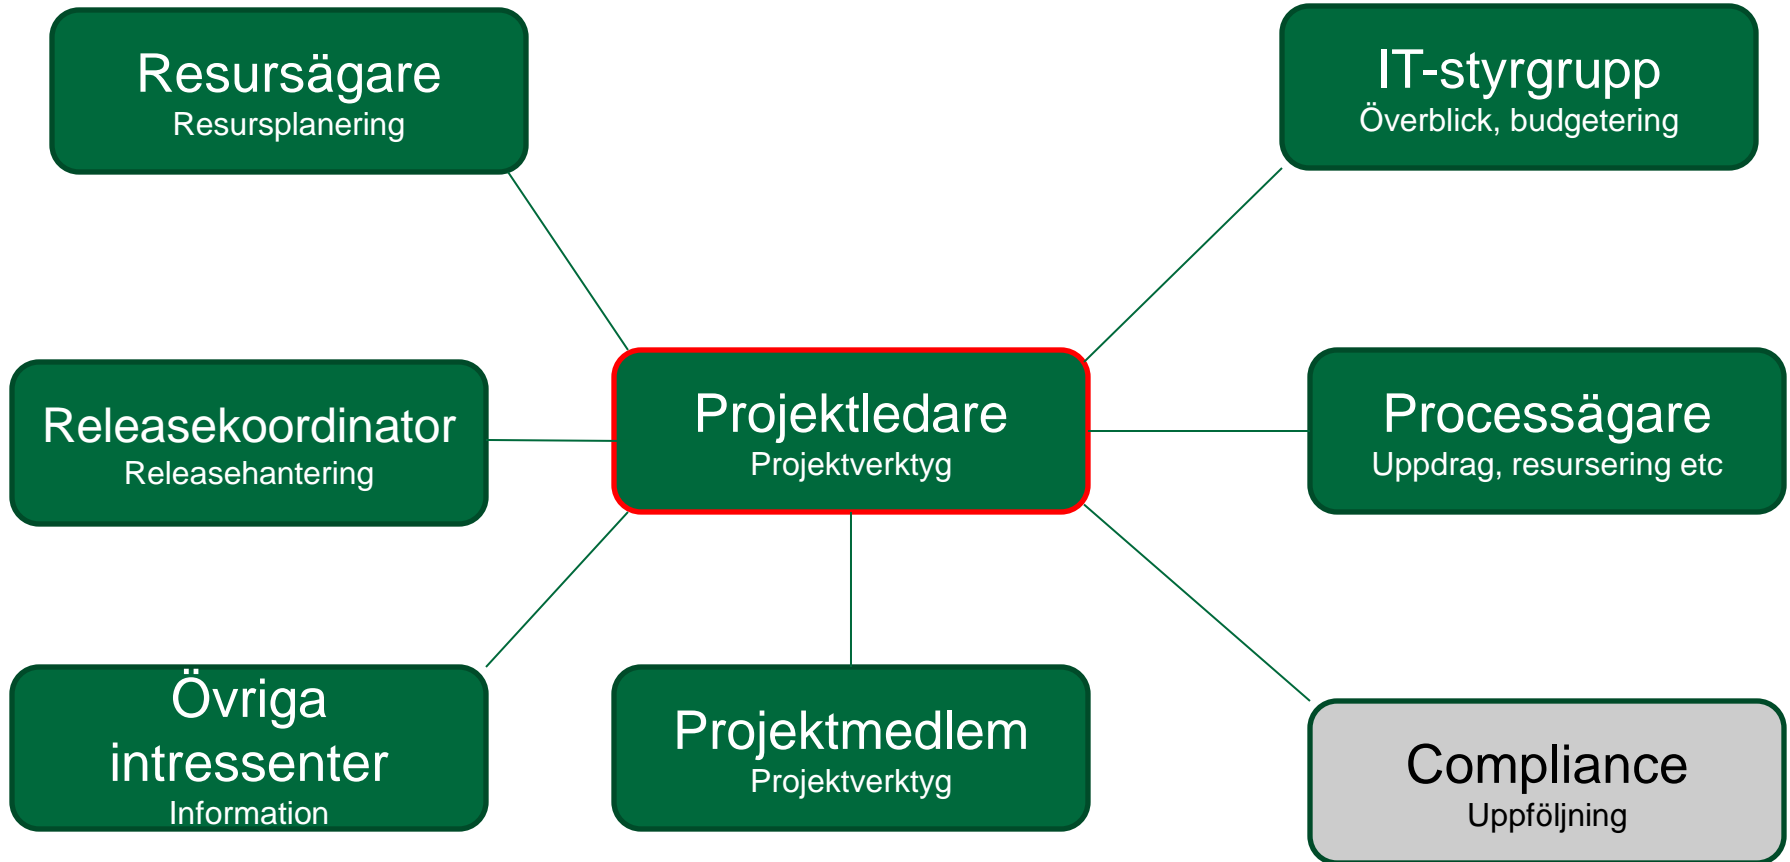 Resursägare
Resursplanering
IT-styrgrupp
Överblick, budgetering
Releasekoordinator
Releasehantering
Projektledare
Projektverktyg
Processägare
Uppdrag, resursering etc
Övriga
intressenter
Information
Projektmedlem
Projektverktyg
Compliance
Uppföljning